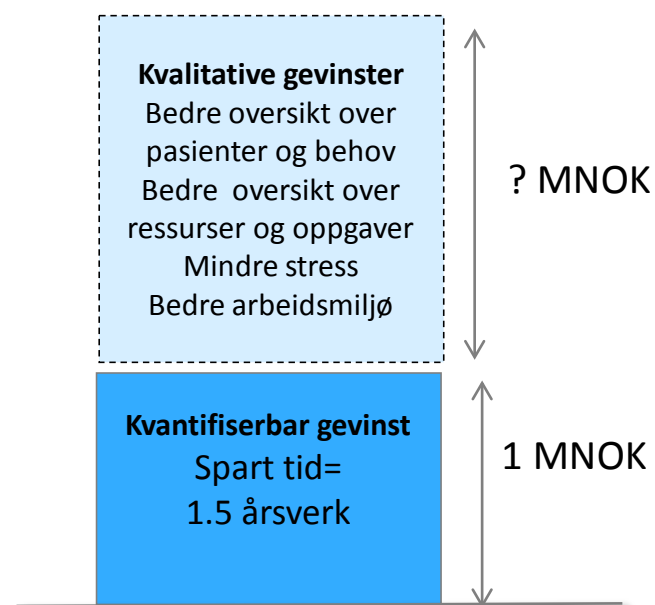 Kvalitative gevinster
Bedre oversikt over
pasienter og behov
Bedre oversikt over
ressurser og oppgaver
Mindre stress
Bedre arbeidsmiljø
? MNOK
Kvantifiserbar gevinst
Spart tid=
1.5 årsverk
1 MNOK